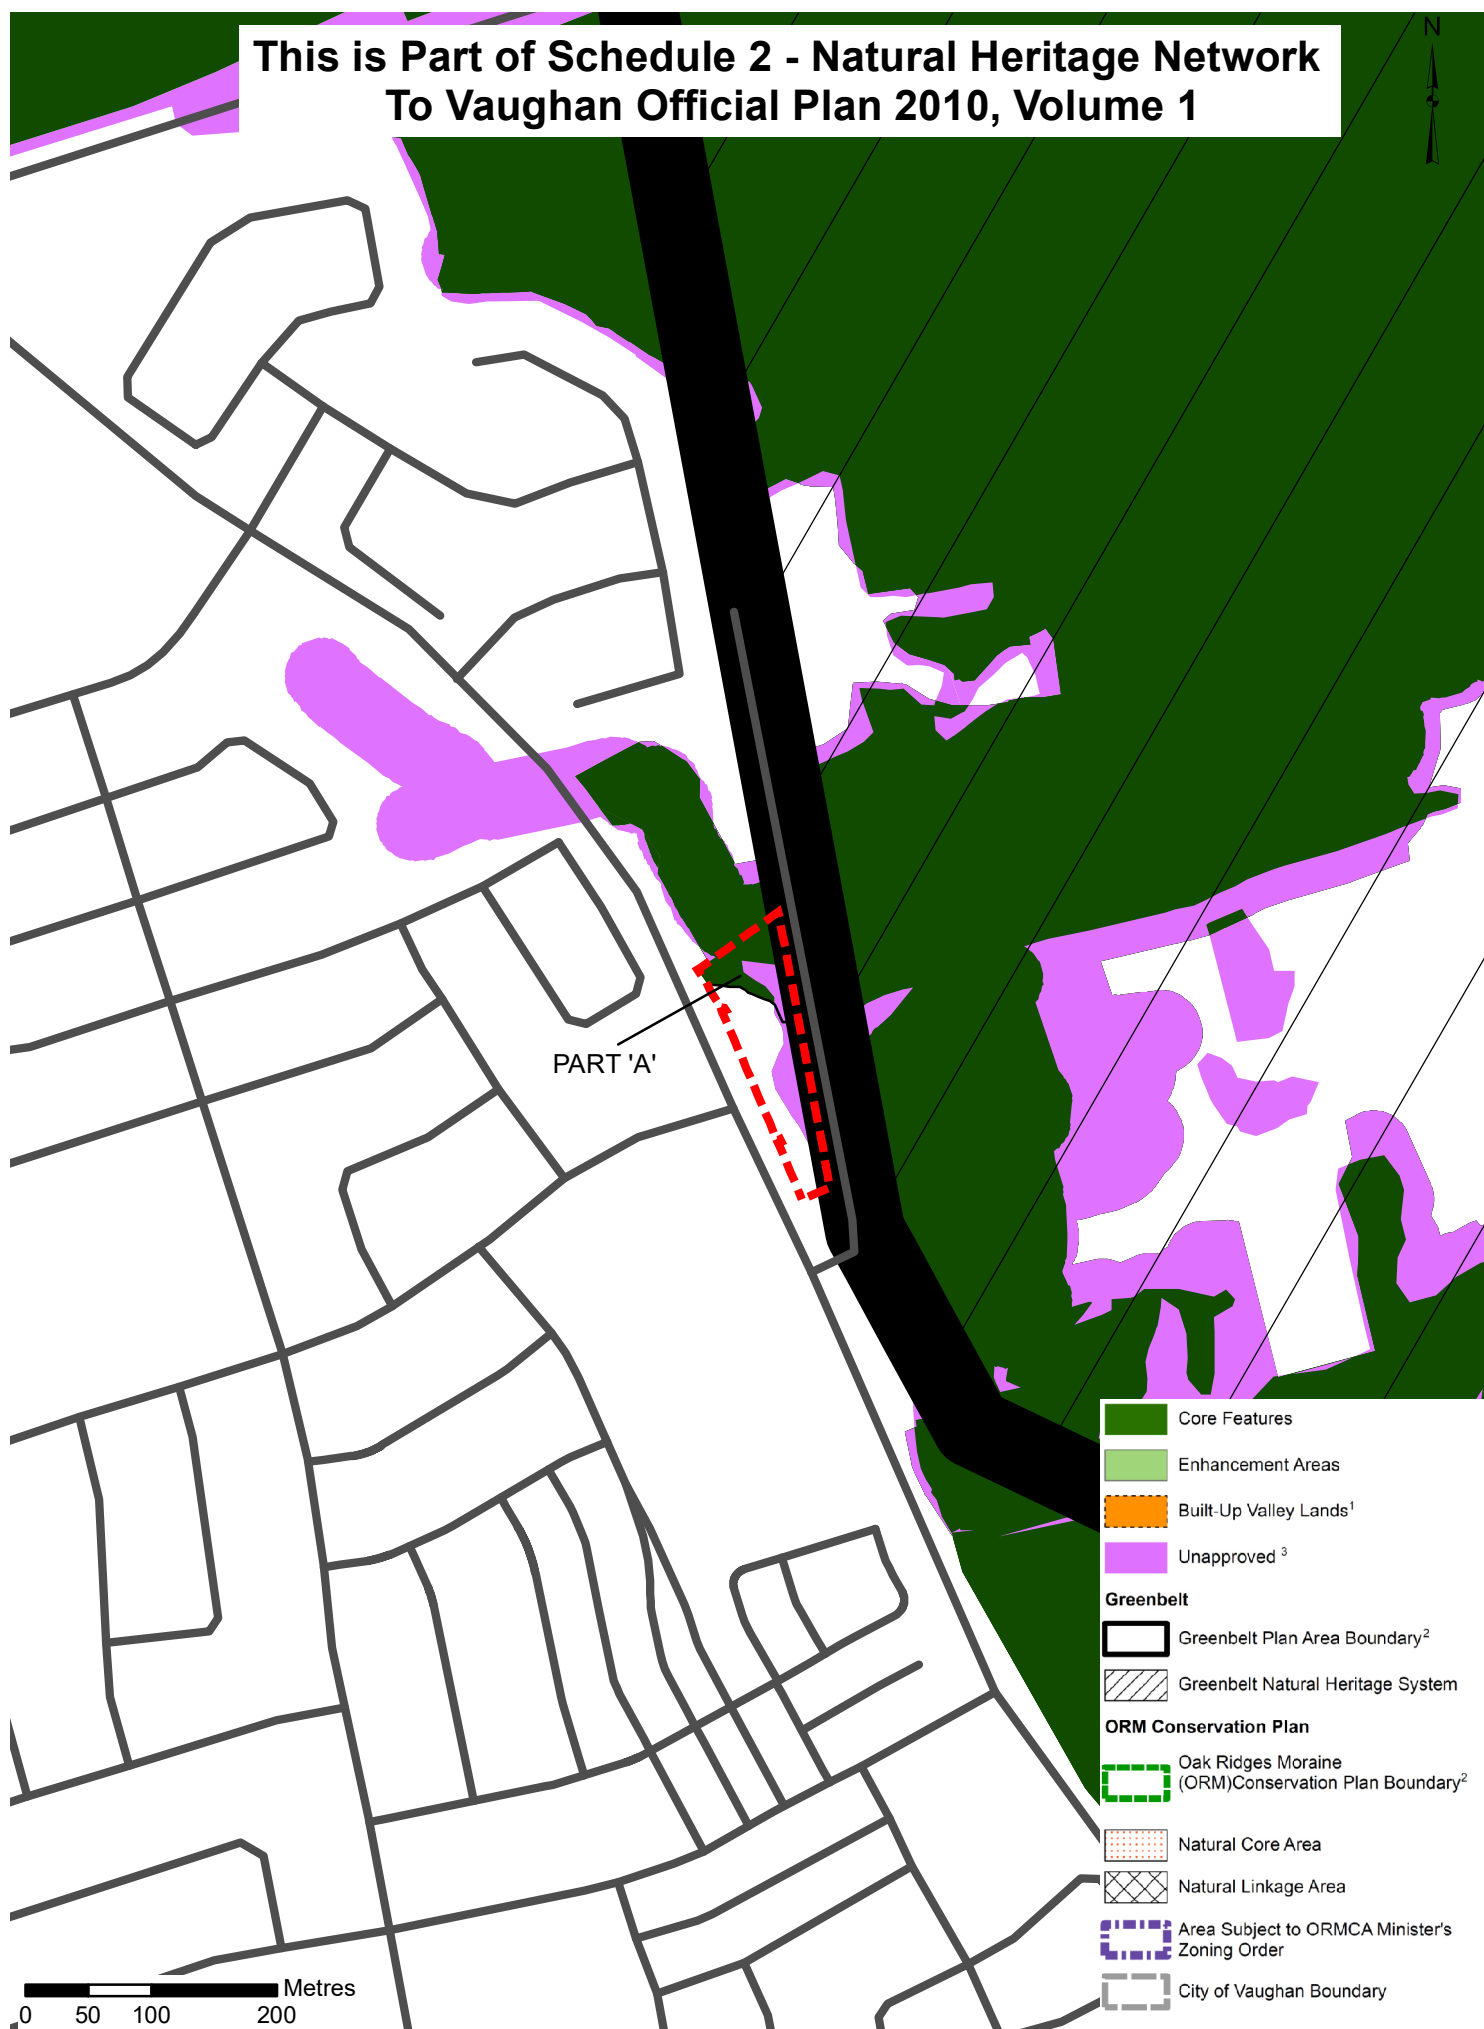 This is Part of Schedule 2 - Natural Heritage Network
To Vaughan Official Plan 2010, Volume 1
N
PART 'A'
Core Features
Enhancement Areas
Built-Up Valley Lands1
Unapproved 3
Greenbelt
Greenbelt Plan Area Boundary2
Greenbelt Natural Heritage System
ORM Conservation Plan
Oak Ridges Moraine
(ORM)Conservation Plan Boundary2
Natural Core Area
Natural Linkage Area
Area Subject to ORMCA Minister's
Zoning Order
City of Vaughan Boundary
Metres
0 50 100 200